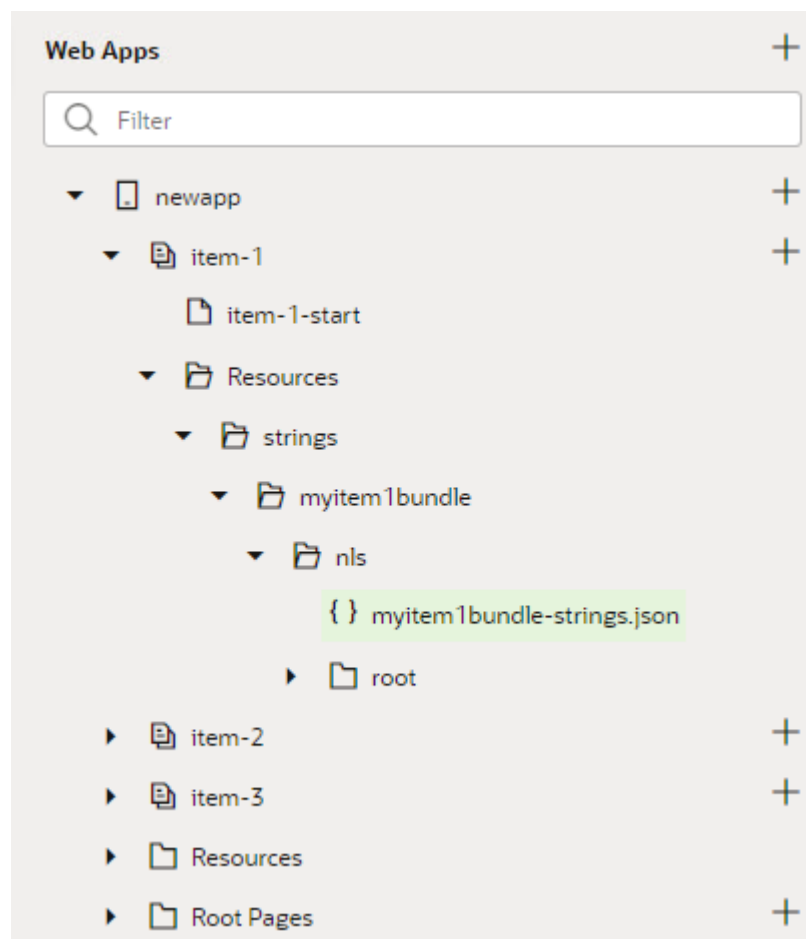 Web Apps
Filter
newapp
item-1
item-1-start
Resources
strings
myitem1bundle
nls
{ } myitem1bundle-strings.json
root
item-2
item-3
Resources
Root Pages